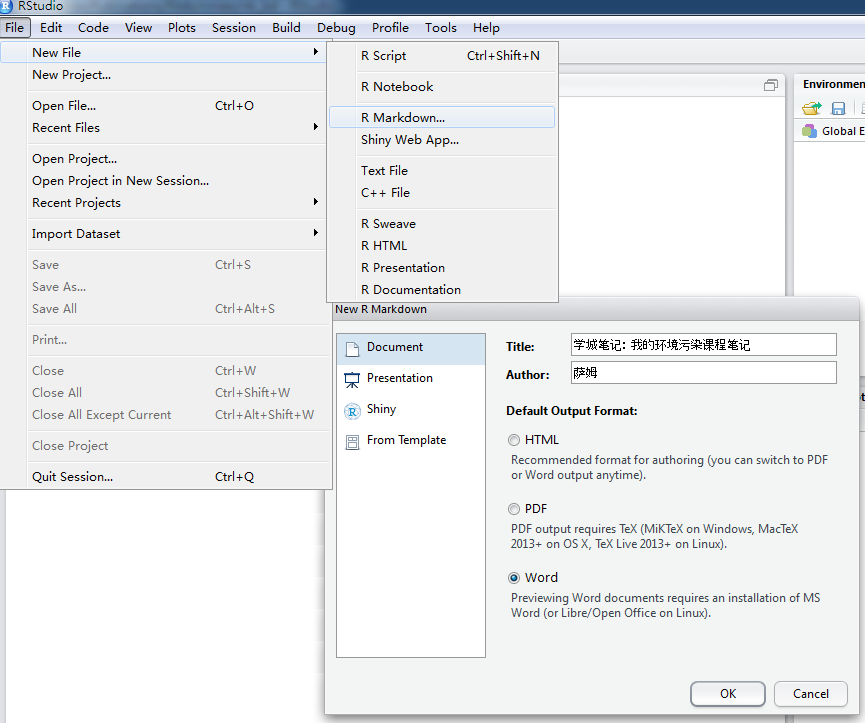 RStudio
File Edit Code View Plots Session Build Debug Profile Tools Help
New File
New Project...
Open File... Ctrl+O
Recent Files
Open Project...
Open Project in New Session...
Recent Projects
Import Dataset
Save Ctrl+S
Save As...
Save All Ctrl+Alt+S
Print...
Close Ctrl+W
Close All Ctrl+Shift+W
Close All Except Current Ctrl+Alt+Shift+W
Close Project
Quit Session... Ctrl+Q
R Script Ctrl+Shift+N
R Notebook
R Markdown...
Shiny Web App...
Text File
C++ File
R Sweave
R HTML
R Presentation
R Documentation
Environmen
Global E
New R Markdown
Document
Presentation
Shiny
From Template
Title: 学城笔记：我的环境污染课程笔记
Author: 萨姆
Default Output Format:
HTML
Recommended format for authoring (you can switch to PDF
or Word output anytime).
PDF
PDF output requires TeX (MiKTeX on Windows, MacTeX
2013+ on OS X, TeX Live 2013+ on Linux).
Word
Previewing Word documents requires an installation of MS
Word (or Libre/Open Office on Linux).
OK Cancel